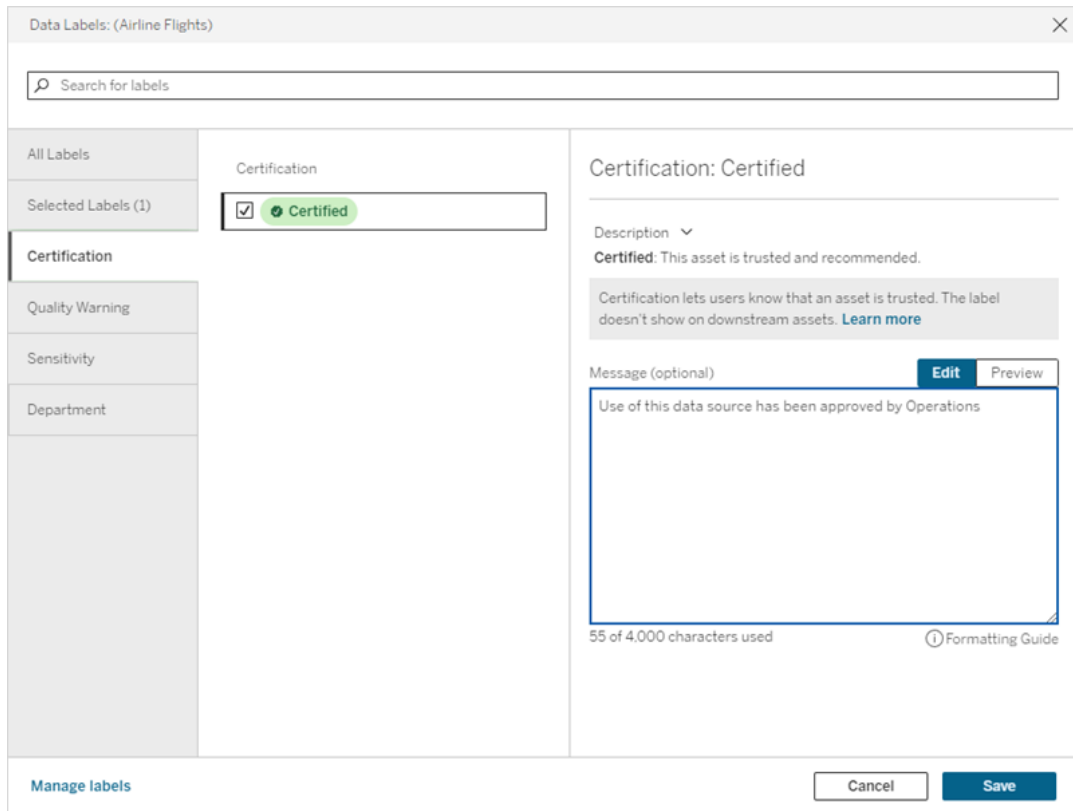 Data Labels: (Airline Flights)
Search for labels
All Labels
Selected Labels (1)
Certification
Quality Warning
Sensitivity
Department
Certification
Certified
Certification: Certified
Description
Certified: This asset is trusted and recommended.
Certification lets users know that an asset is trusted. The label
doesn't show on downstream assets. Learn more
Message (optional)
Edit
Preview
Use of this data source has been approved by Operations
55 of 4,000 characters used
Formatting Guide
Manage labels
Cancel
Save